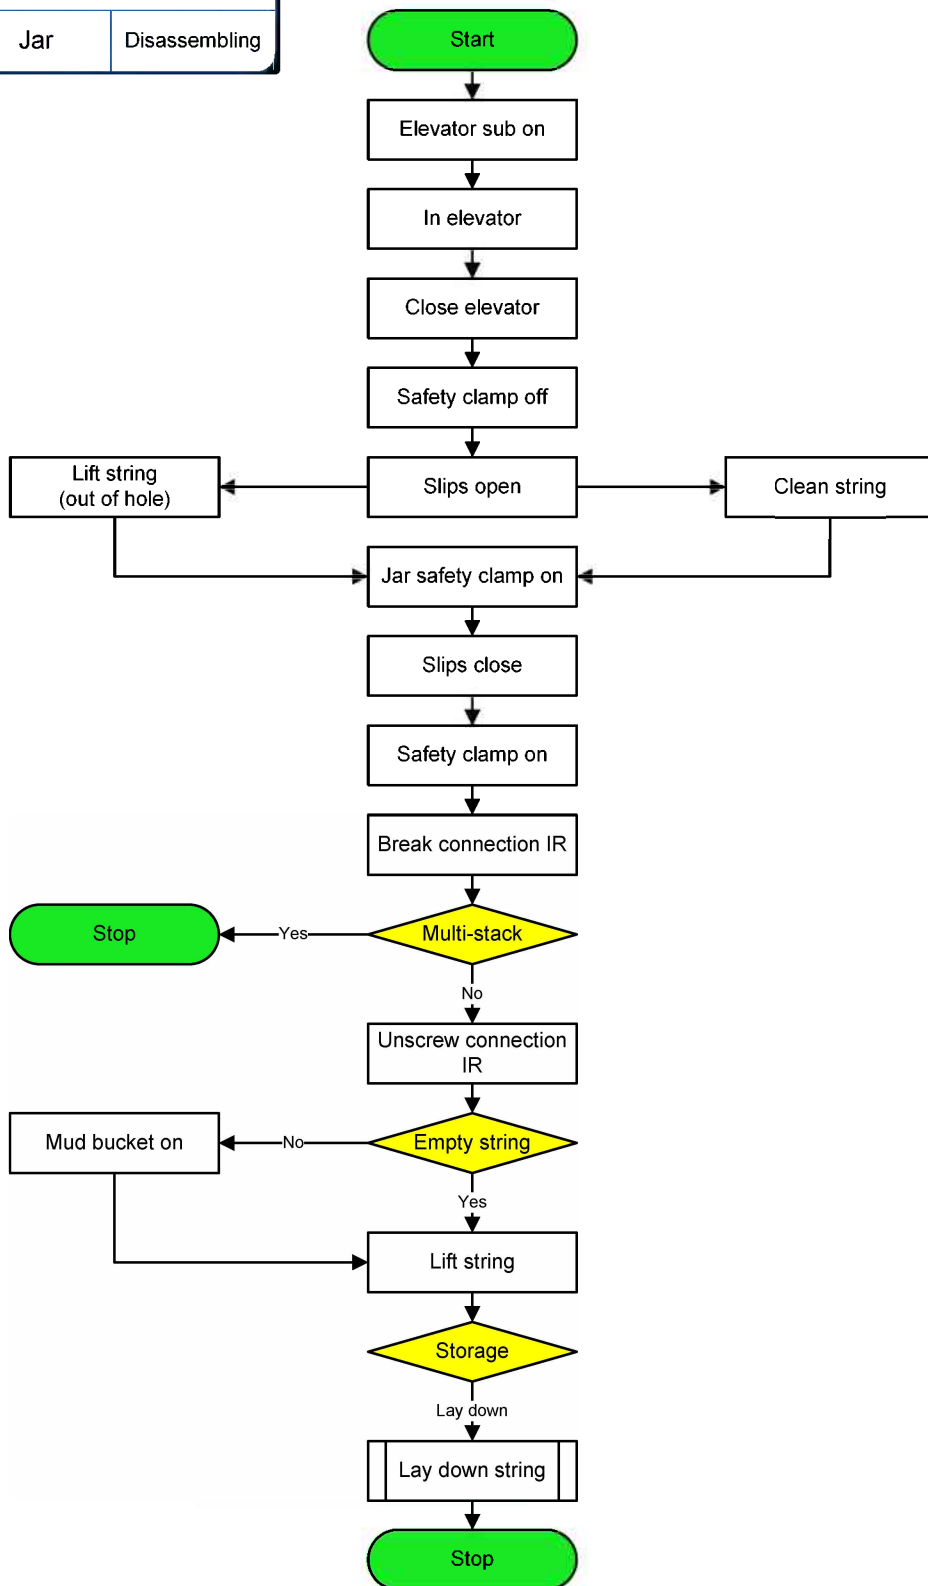 Jar
Disassembling
Start
Elevator sub on
In elevator
Close elevator
Safety clamp off
Lift string
(out of hole)
Slips open
Clean string
Jar safety clamp on
Slips close
Safety clamp on
Break connection IR
Stop
Yes
Multi-stack
No
Unscrew connection
IR
Mud bucket on
No
Empty string
Yes
Lift string
Storage
Lay down
Lay down string
Stop